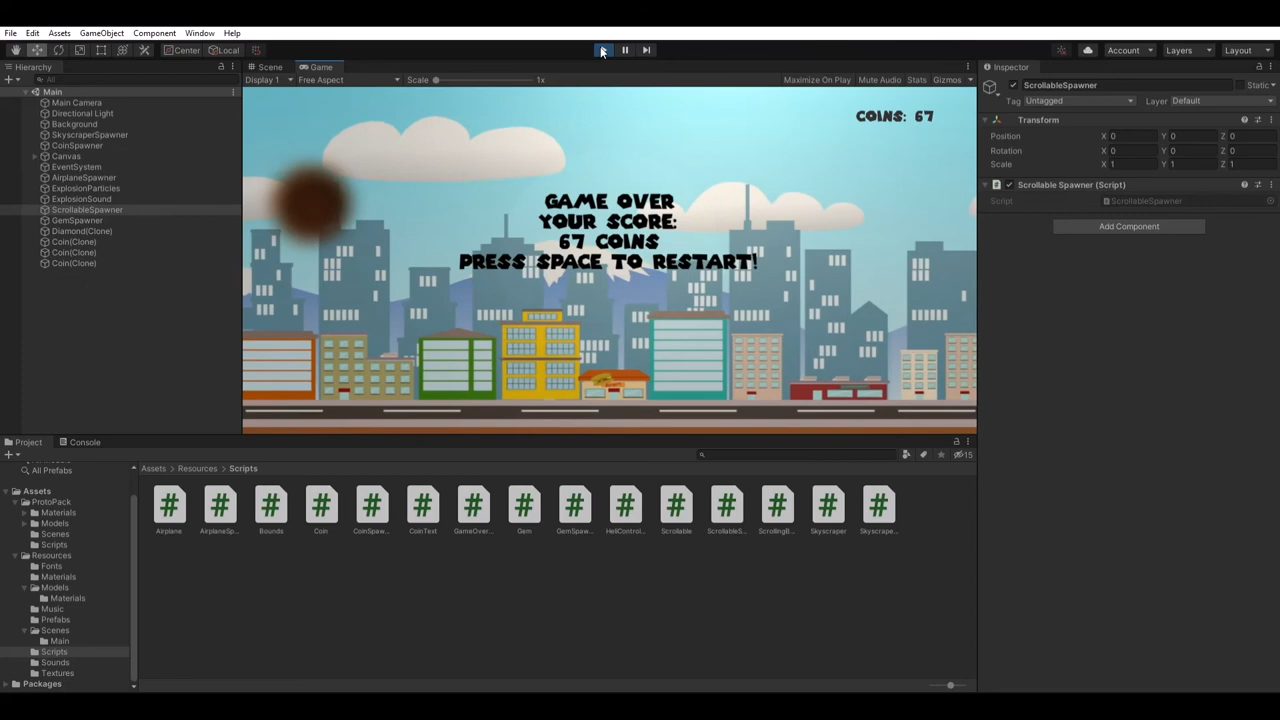 File Edit Assets GameObject Component Window Help
Center Local Account Layers Layout
Hierarchy
All
Main
Main Camera
Directional Light
Background
SkyscraperSpawner
CoinSpawner
Canvas
EventSystem
AirplaneSpawner
ExplosionParticles
ExplosionSound
ScrollableSpawner
GemSpawner
Diamond(Clone)
Coin(Clone)
Coin(Clone)
Coin(Clone)
Scene Game
Display 1 Free Aspect Scale 1x Maximize On Play Mute Audio Stats Gizmos
COINS: 67
GAME OVER
YOUR SCORE:
67 COINS
PRESS SPACE TO RESTART!
Inspector
ScrollableSpawner Static
Tag Untagged Layer Default
Transform
Position X 0 Y 0 Z 0
Rotation X 0 Y 0 Z 0
Scale X 1 Y 1 Z 1
Scrollable Spawner (Script)
Script ScrollableSpawner
Add Component
Project Console
15
All Prefabs
Assets
ProtoPack
Materials
Models
Scenes
Scripts
Resources
Fonts
Materials
Models
Materials
Music
Prefabs
Scenes
Main
Scripts
Sounds
Textures
Packages
Assets Resources Scripts
Airplane AirplaneSp... Bounds Coin CoinSpaw... CoinText GameOver... Gem GemSpaw... HeliControl... Scrollable ScrollableS... ScrollingB... Skyscraper Skyscrape...